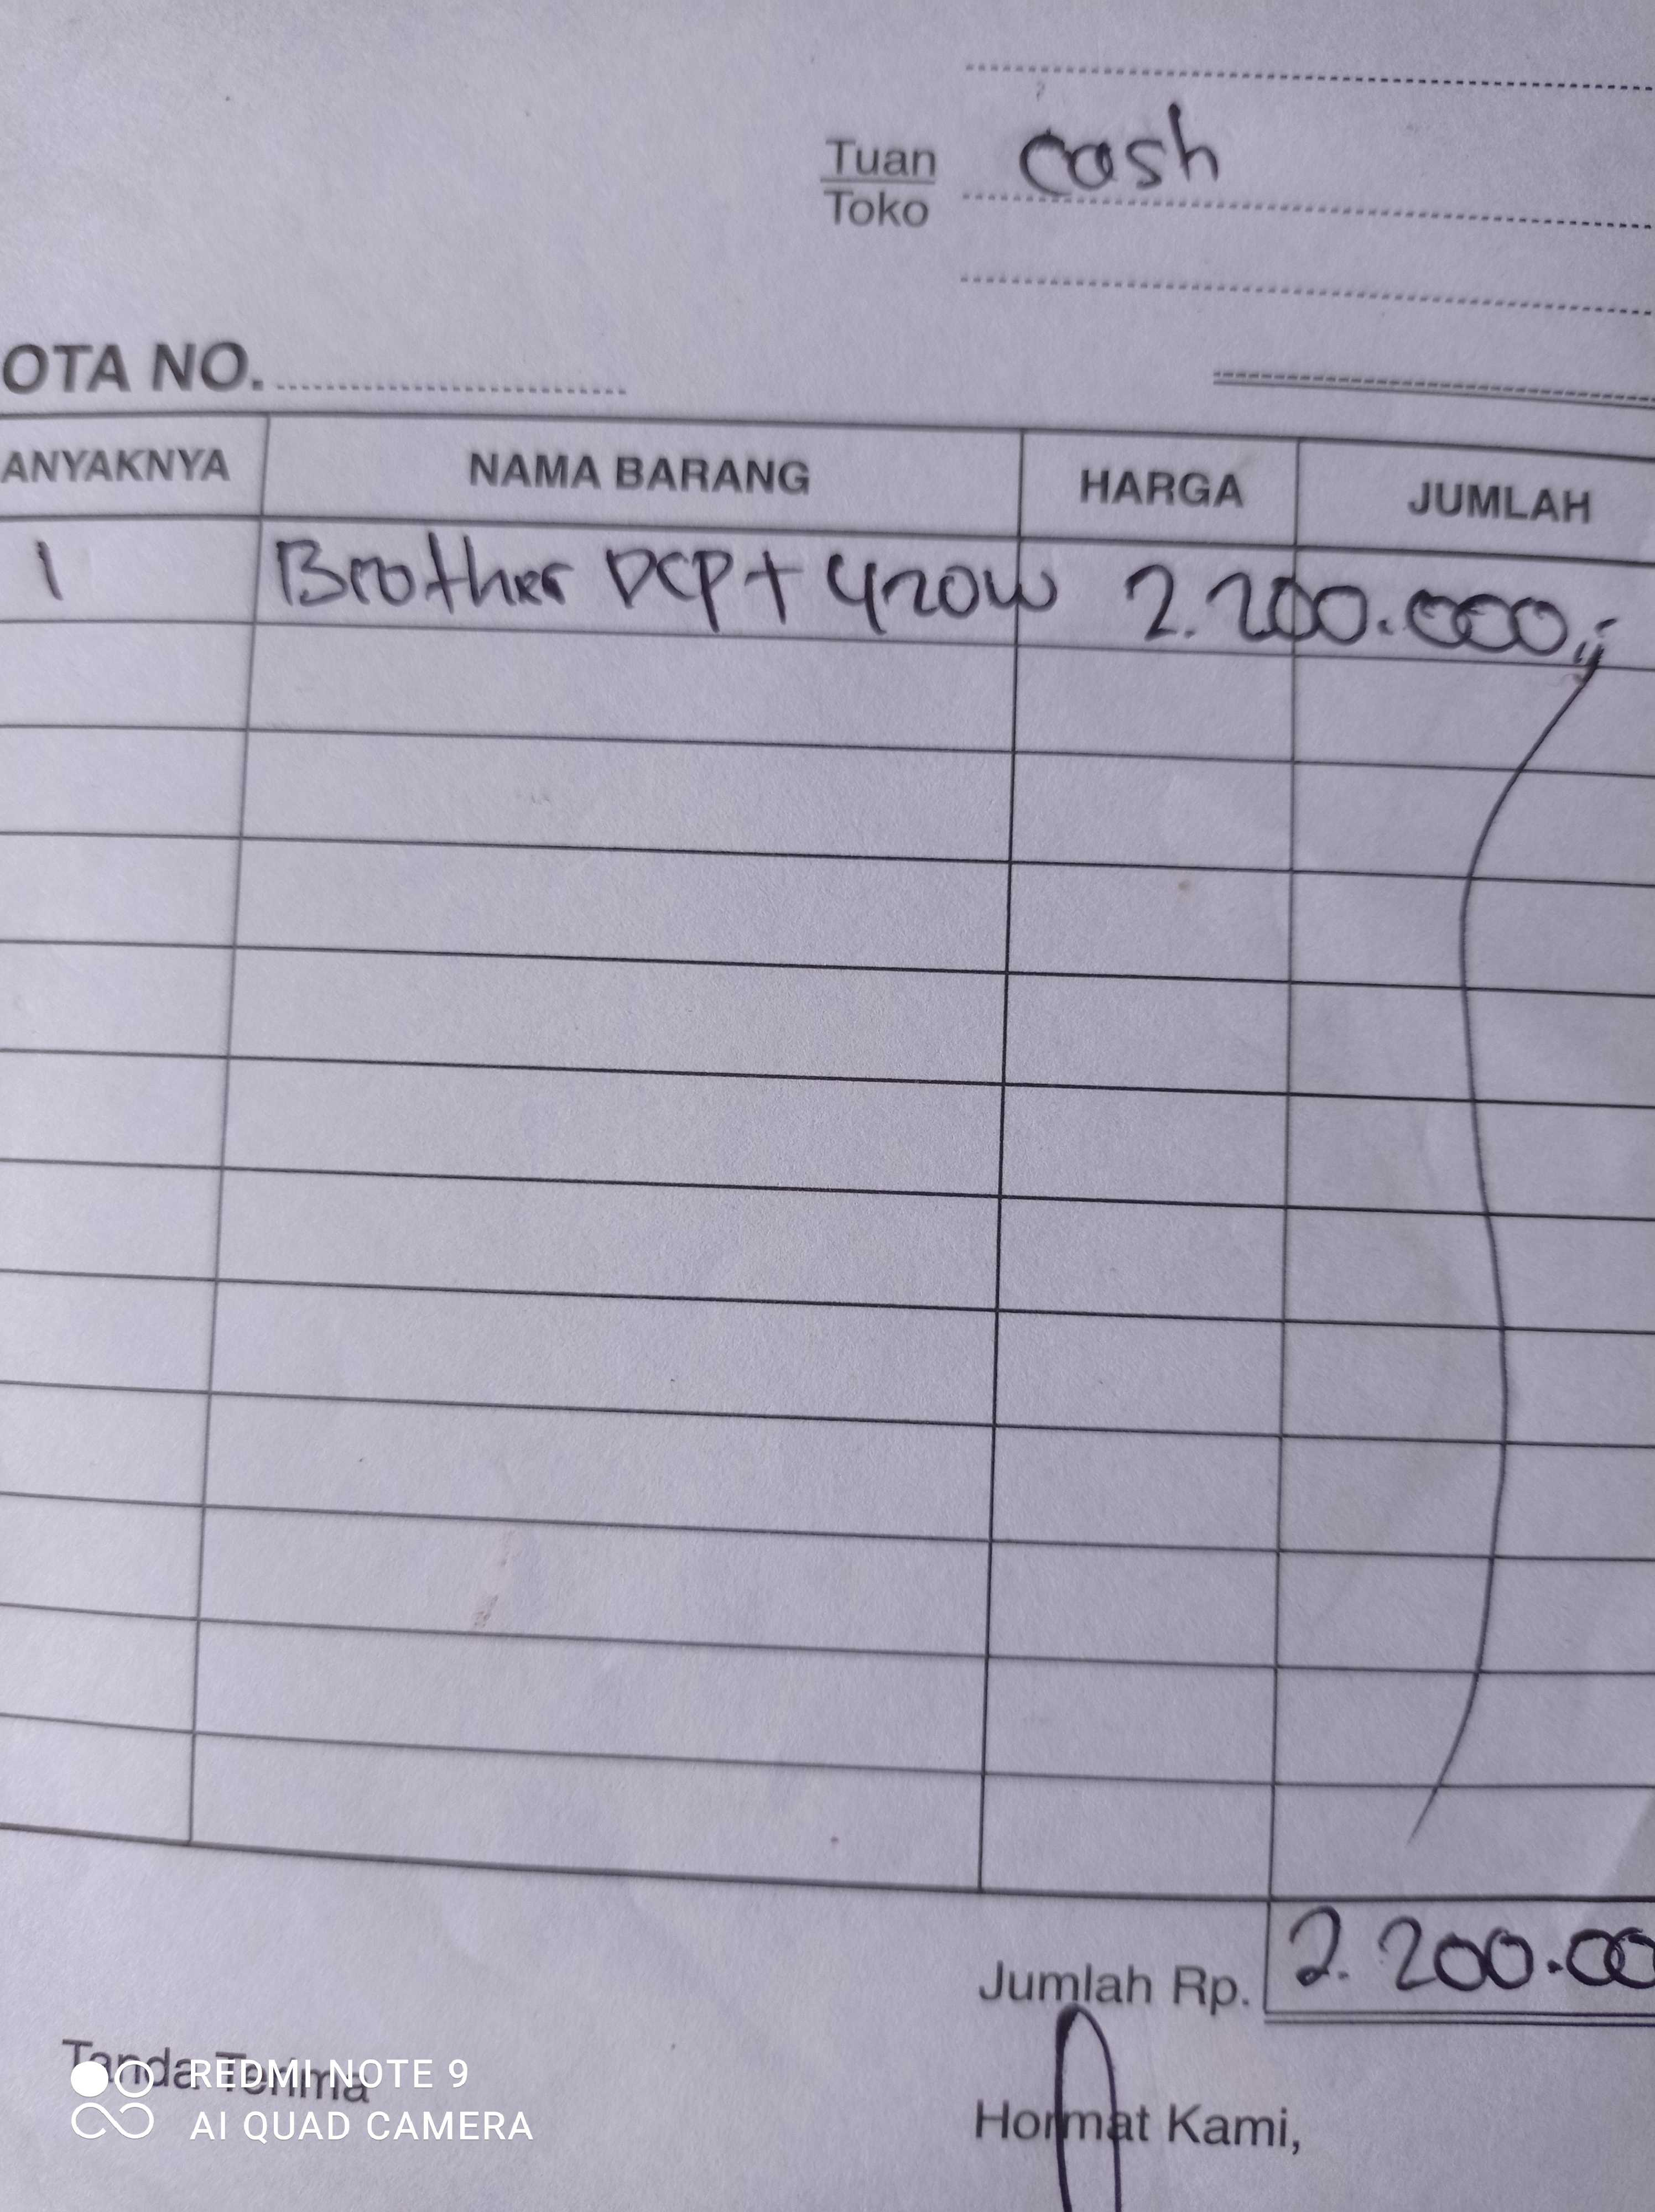 Tuan cash
Toko
OTA NO.
ANYAKNYA NAMA BARANG HARGA JUMLAH
1 Brother DCP T 420W 2.200.000,-
Jumlah Rp. 2.200.00
Tanda Terima
Hormat Kami,
REDMI NOTE 9
AI QUAD CAMERA